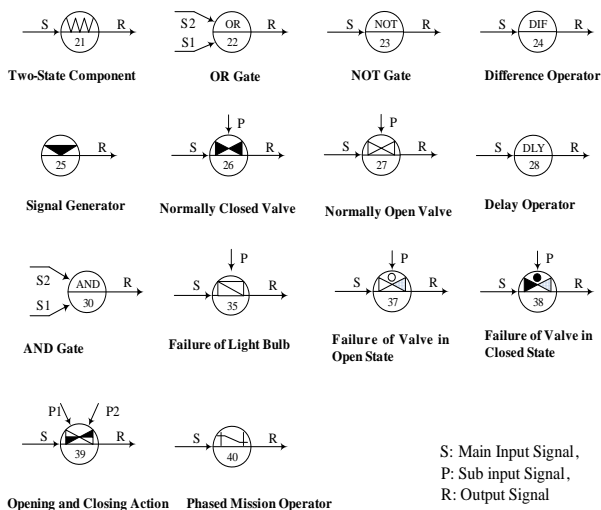 S 21 R
S2 S1 OR 22 R
S NOT 23 R
S DIF 24 R
Two-State Component
OR Gate
NOT Gate
Difference Operator
25 R
P S 26 R
P S 27 R
S DLY 28 R
Signal Generator
Normally Closed Valve
Normally Open Valve
Delay Operator
S2 S1 AND 30 R
P S 35 R
P S 37 R
P S 38 R
AND Gate
Failure of Light Bulb
Failure of Valve in
Open State
Failure of Valve in
Closed State
P1 P2 S 39 R
S 40 R
Opening and Closing Action
Phased Mission Operator
S: Main Input Signal,
P: Sub input Signal,
R: Output Signal